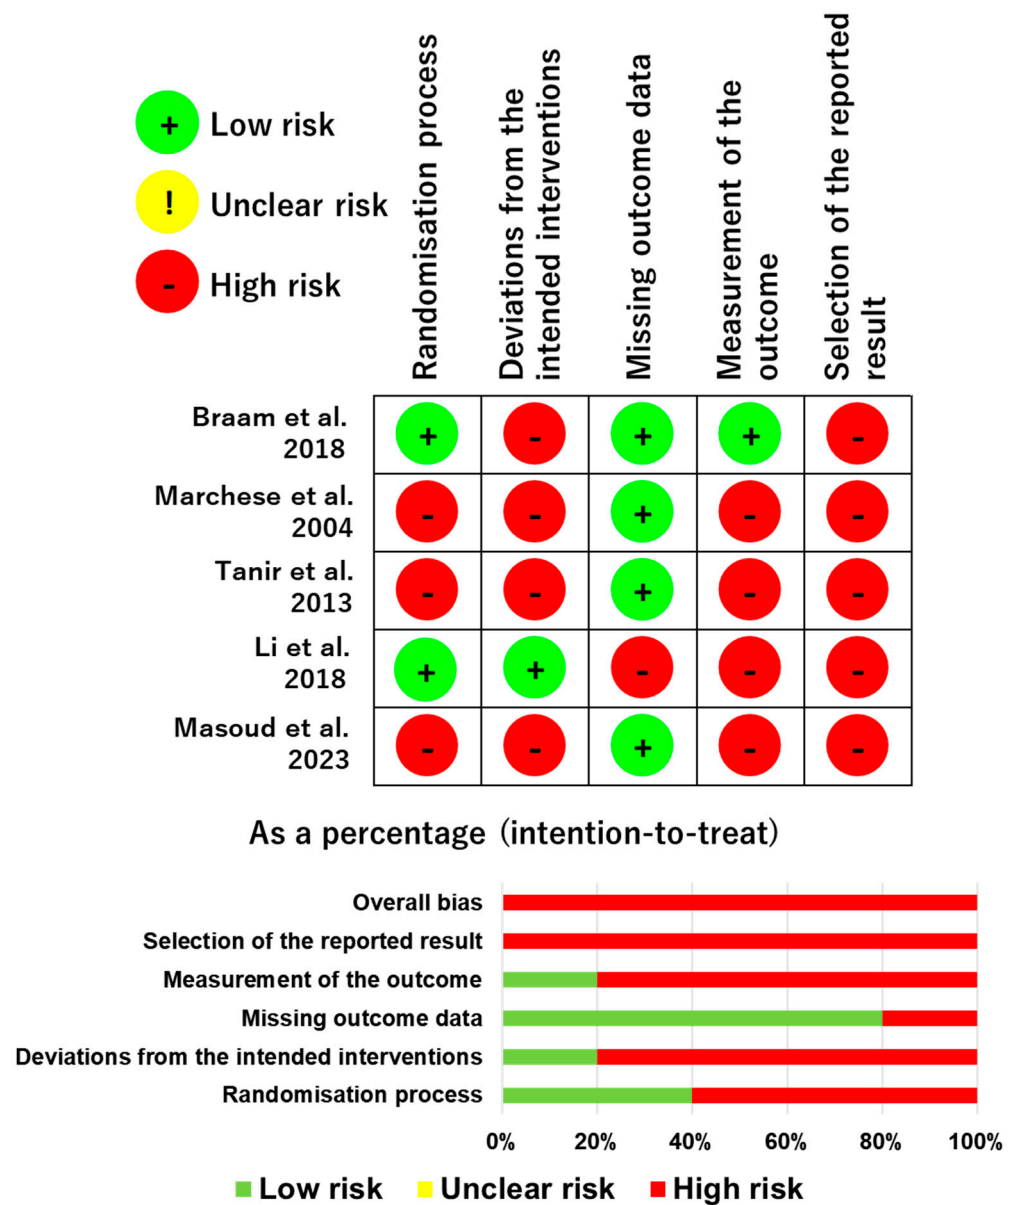 + Low risk
! Unclear risk
- High risk
Randomisation process
Deviations from the
intended interventions
Missing outcome data
Measurement of the
outcome
Selection of the reported
result
Braam et al.
2018
+ - + + -
Marchese et al.
2004
- - + - -
Tanir et al.
2013
- - + - -
Li et al.
2018
+ + - - -
Masoud et al.
2023
- - + - -
As a percentage (intention-to-treat)
Overall bias
Selection of the reported result
Measurement of the outcome
Missing outcome data
Deviations from the intended interventions
Randomisation process
0% 20% 40% 60% 80% 100%
Low risk Unclear risk High risk